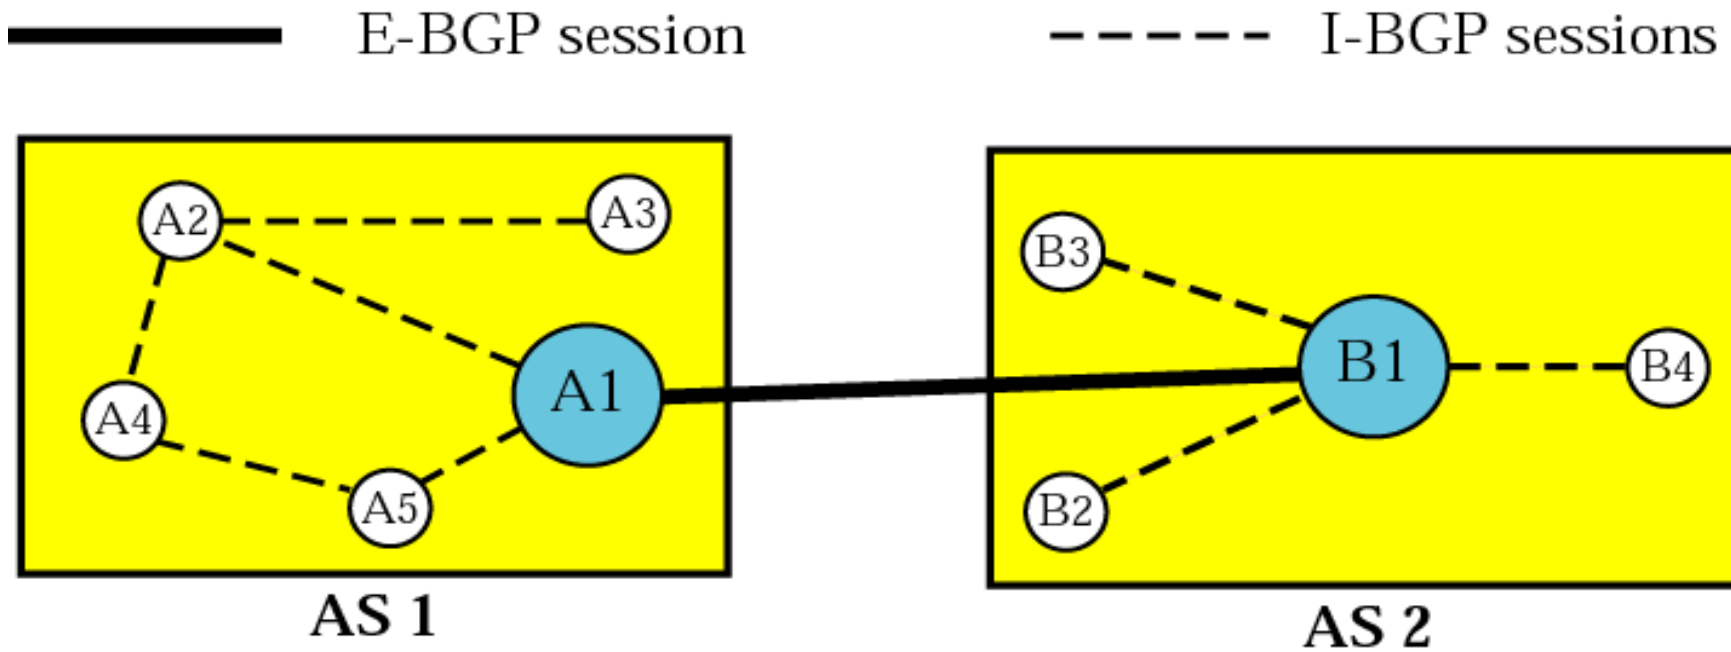 E-BGP session
I-BGP sessions
A2
A3
B3
A1
B1
B4
A4
A5
B2
AS 1
AS 2